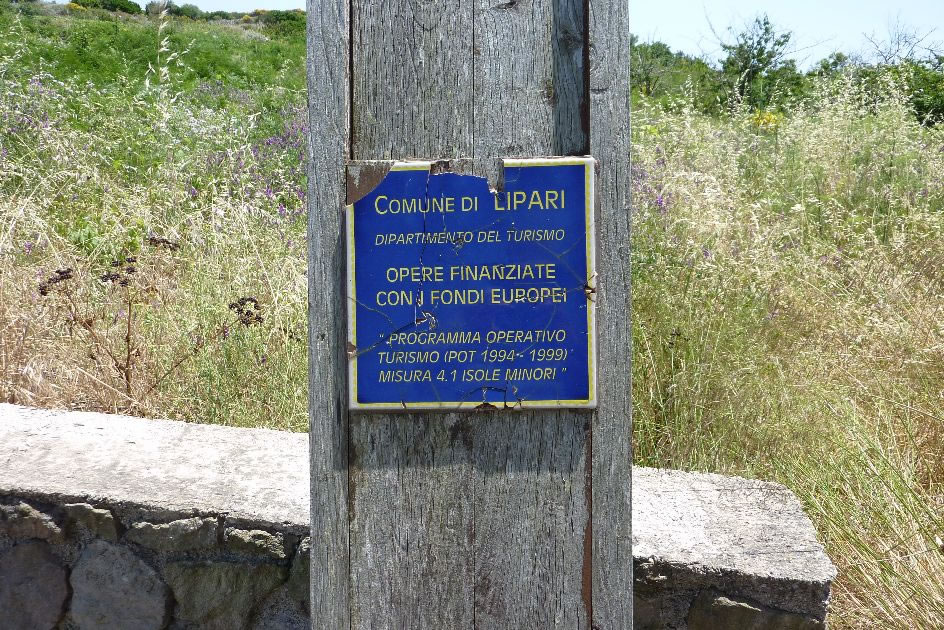 COMUNE DI LIPARI
DIPARTIMENTO DEL TURISMO
OPERE FINANZIATE
CON I FONDI EUROPEI
" PROGRAMMA OPERATIVO
TURISMO (POT 1994 - 1999)
MISURA 4.1 ISOLE MINORI "